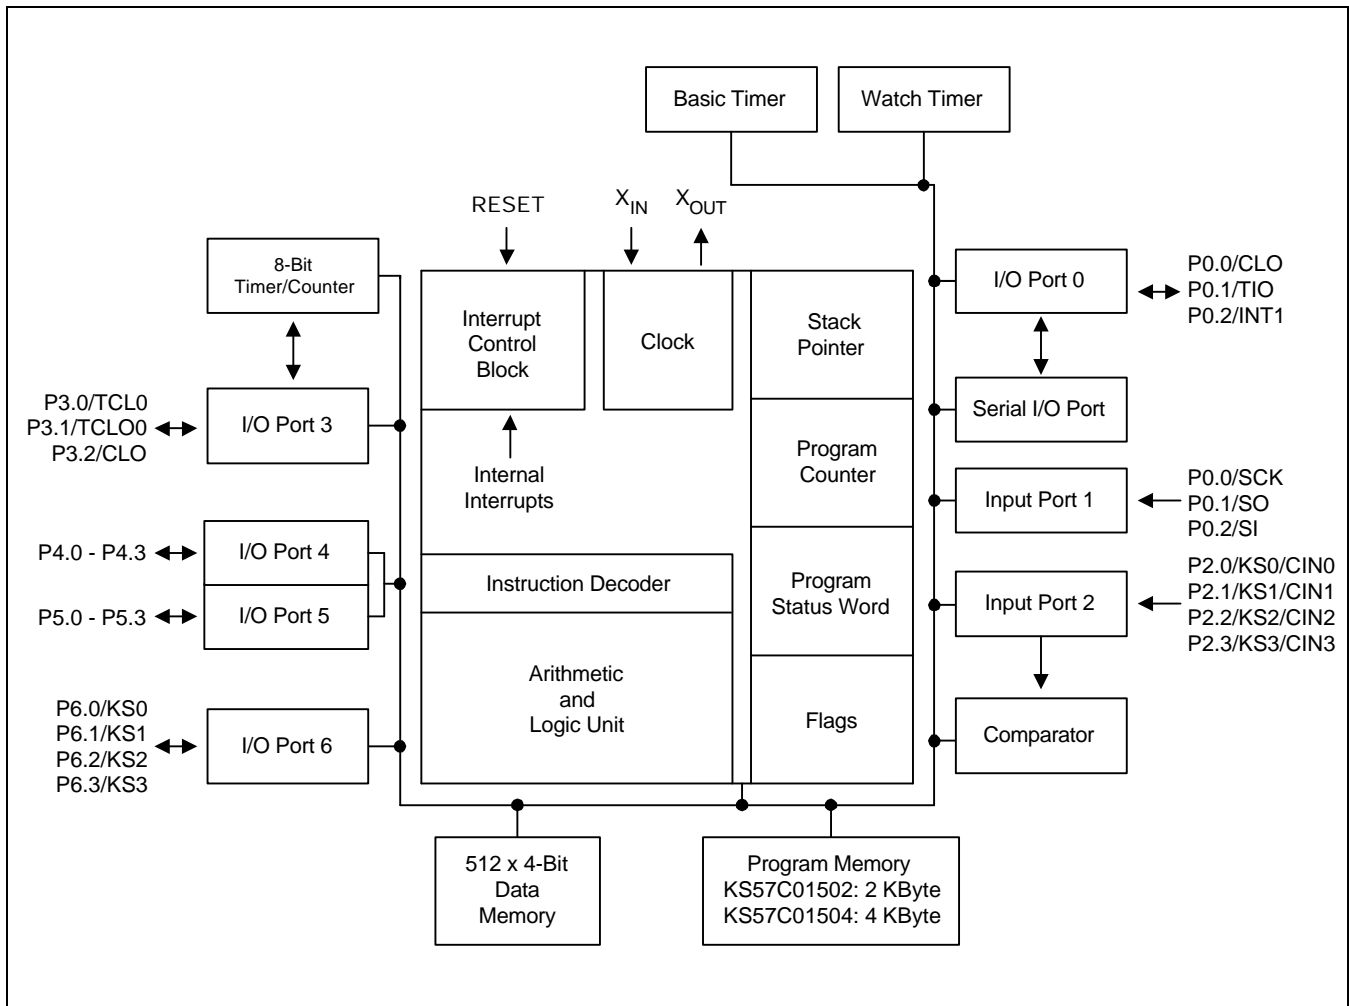 Basic Timer
Watch Timer
RESET
XIN
XOUT
8-Bit
Timer/Counter
I/O Port 0
P0.0/CLO
P0.1/TIO
P0.2/INT1
Interrupt
Control
Block
Clock
Stack
Pointer
P3.0/TCL0
P3.1/TCLO0
P3.2/CLO
I/O Port 3
Serial I/O Port
Internal
Interrupts
Program
Counter
Input Port 1
P0.0/SCK
P0.1/SO
P0.2/SI
P4.0 - P4.3
I/O Port 4
P5.0 - P5.3
I/O Port 5
Instruction Decoder
Program
Status Word
Input Port 2
P2.0/KS0/CIN0
P2.1/KS1/CIN1
P2.2/KS2/CIN2
P2.3/KS3/CIN3
Arithmetic
and
Logic Unit
Flags
Comparator
P6.0/KS0
P6.1/KS1
P6.2/KS2
P6.3/KS3
I/O Port 6
512 x 4-Bit
Data
Memory
Program Memory
KS57C01502: 2 KByte
KS57C01504: 4 KByte